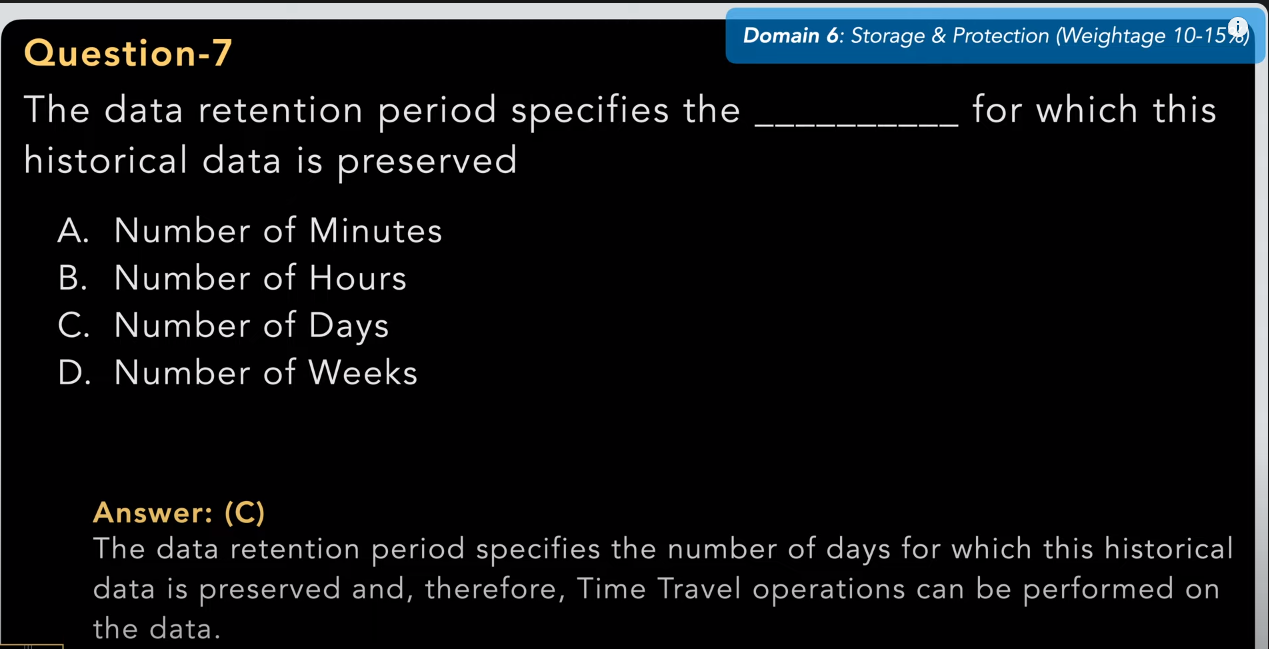 Domain 6: Storage & Protection (Weightage 10-15%)
Question-7
The data retention period specifies the __________ for which this
historical data is preserved
A. Number of Minutes
B. Number of Hours
C. Number of Days
D. Number of Weeks
Answer: (C)
The data retention period specifies the number of days for which this historical
data is preserved and, therefore, Time Travel operations can be performed on
the data.